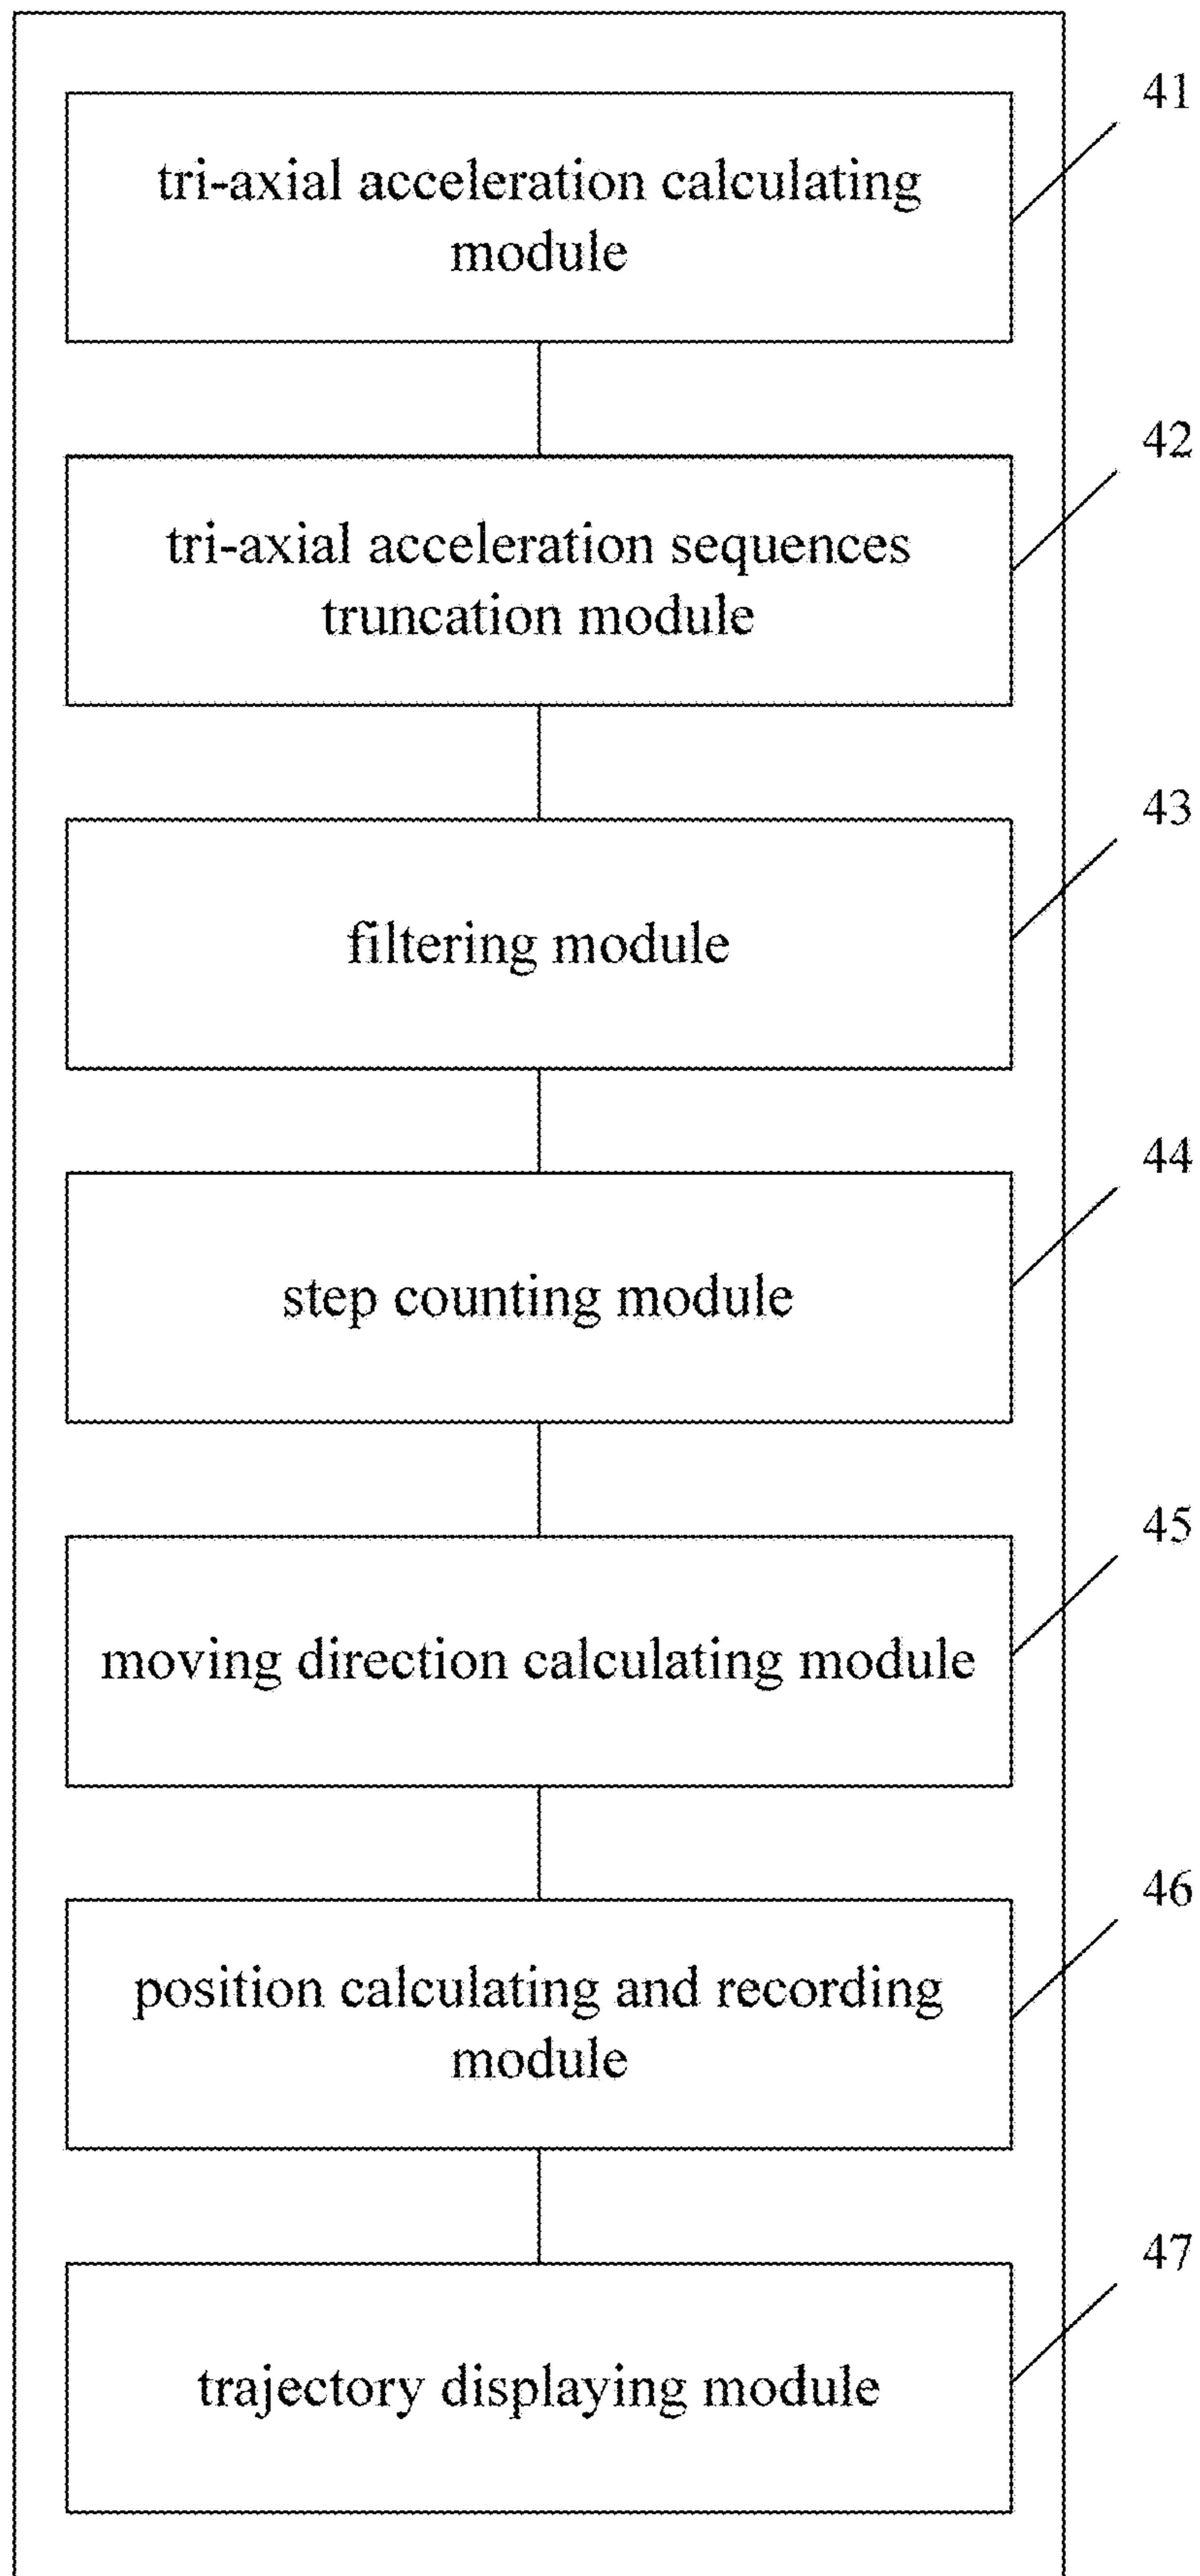 41
tri-axial acceleration calculating
module
42
tri-axial acceleration sequences
truncation module
43
filtering module
44
step counting module
45
moving direction calculating module
46
position calculating and recording
module
47
trajectory displaying module